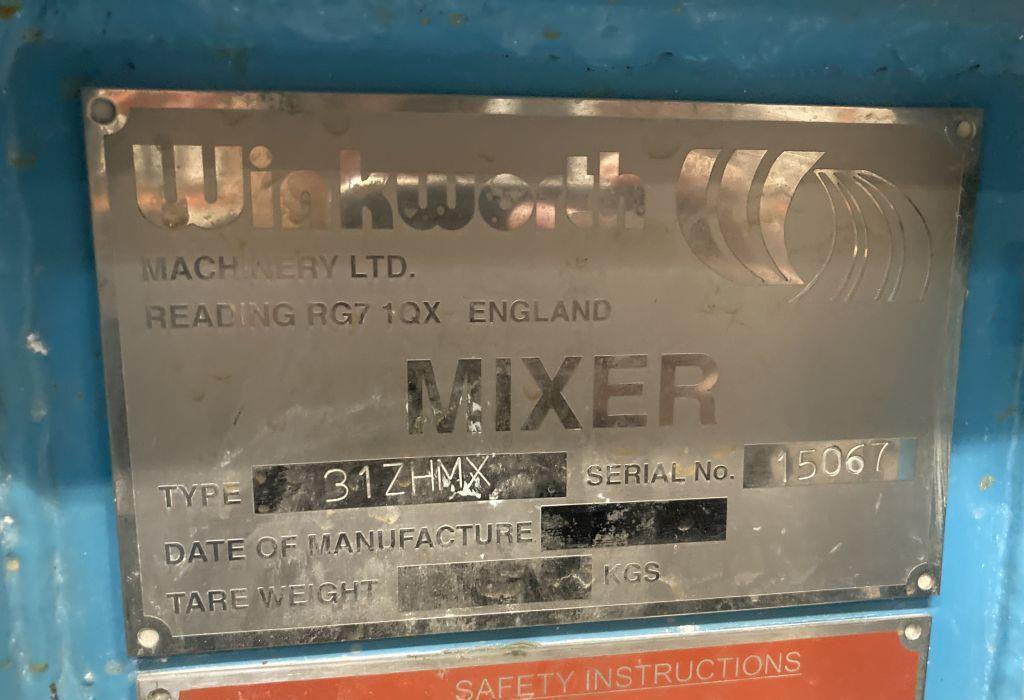 Winkworth
MACHINERY LTD.
READING RG7 1QX ENGLAND
MIXER
TYPE 31ZHMX SERIAL No. 15067
DATE OF MANUFACTURE
TARE WEIGHT KGS
SAFETY INSTRUCTIONS